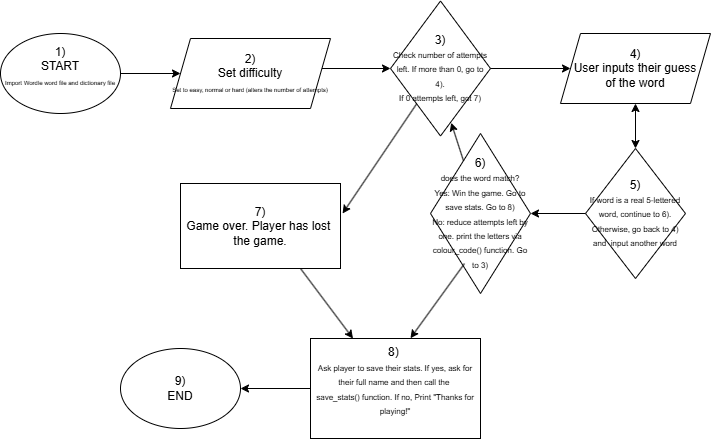 1)
START
Import Wordle word file and dictionary file
2)
Set difficulty
Set to easy, normal or hard (alters the number of attempts)
3)
Check number of attempts
left. If more than 0, go to
4).
If 0 attempts left, got 7)
4)
User inputs their guess
of the word
5)
If word is a real 5-lettered
word, continue to 6).
Otherwise, go back to 4)
and input another word
6)
does the word match?
Yes: Win the game. Go to
save stats. Go to 8)
No: reduce attempts left by
one. print the letters via
colour_code() function. Go
to 3)
7)
Game over. Player has lost
the game.
8)
Ask player to save their stats. If yes, ask for
their full name and then call the
save_stats() function. If no, Print "Thanks for
playing!"
9)
END